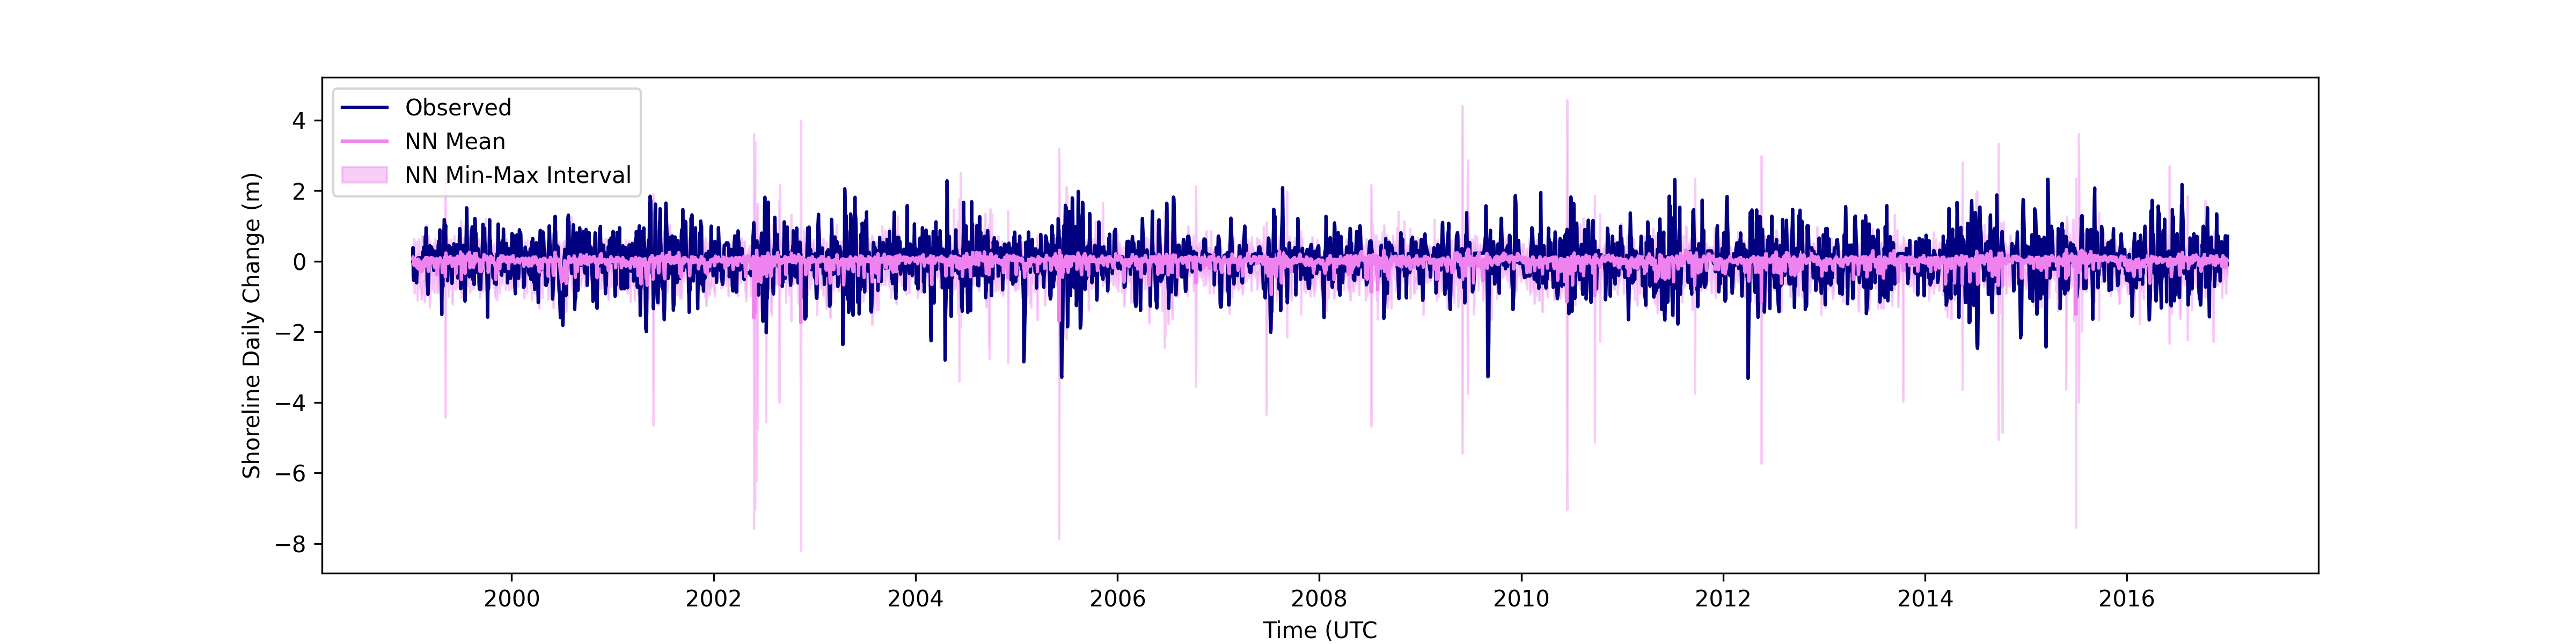 Observed
NN Mean
NN Min-Max Interval
Shoreline Daily Change (m)
4
2
0
−2
−4
−6
−8
2000 2002 2004 2006 2008 2010 2012 2014 2016
Time (UTC